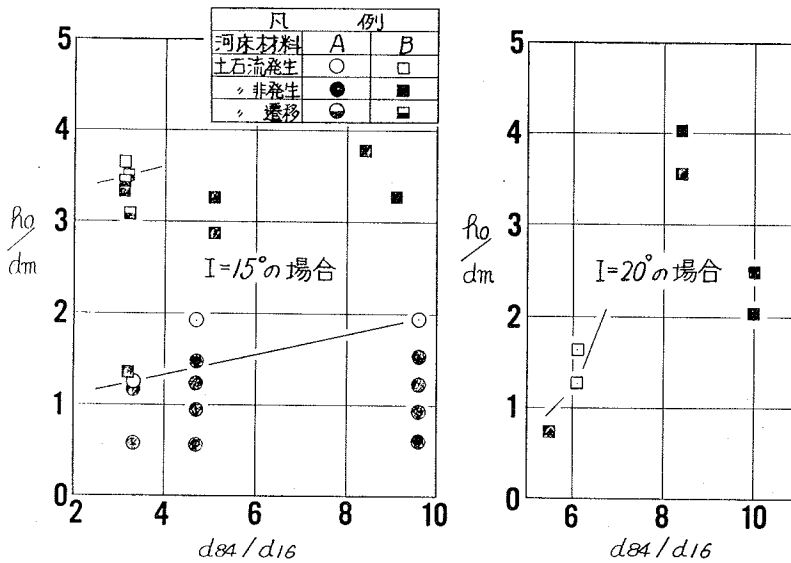 凡 例
河床材料 A B
土石流発生
〃 非発生
〃 遷移
5
4
3
2
1
0
h0/dm
I=15°の場合
2 4 6 8 10
d84/d16
5
4
3
2
1
0
h0/dm
I=20°の場合
6 8 10
d84/d16